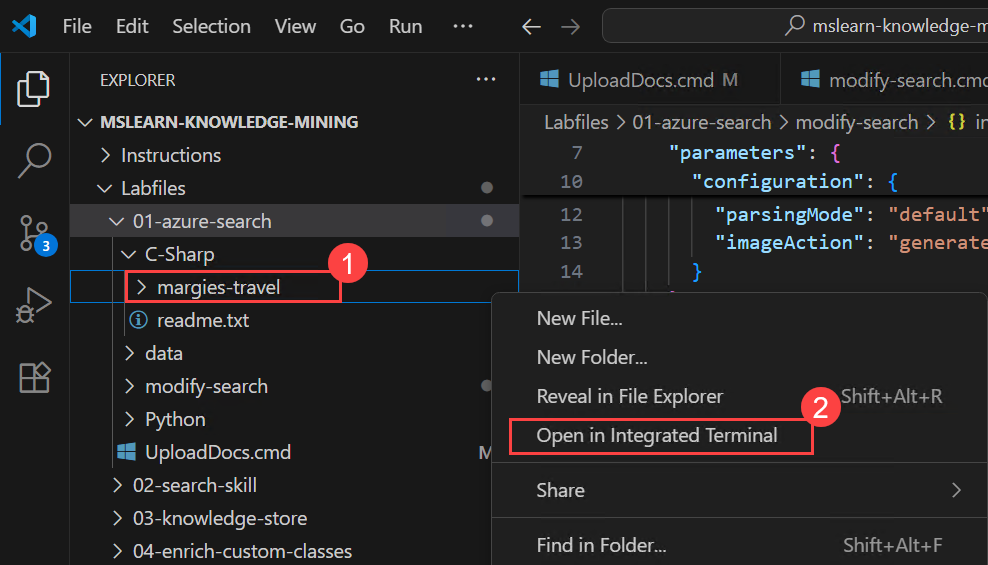 File Edit Selection View Go Run ... mslearn-knowledge-m
EXPLORER ...
UploadDocs.cmd M modify-search.cmd
MSLEARN-KNOWLEDGE-MINING
Labfiles > 01-azure-search > modify-search > {} in
Instructions
Labfiles
01-azure-search
3
C-Sharp
1
margies-travel
readme.txt
data
modify-search
Python
UploadDocs.cmd M
02-search-skill
03-knowledge-store
04-enrich-custom-classes
7 "parameters": {
10 "configuration": {
12 "parsingMode": "default"
13 "imageAction": "generate
14 }
New File...
New Folder...
Reveal in File Explorer Shift+Alt+R
2
Open in Integrated Terminal
Share
Find in Folder... Shift+Alt+F